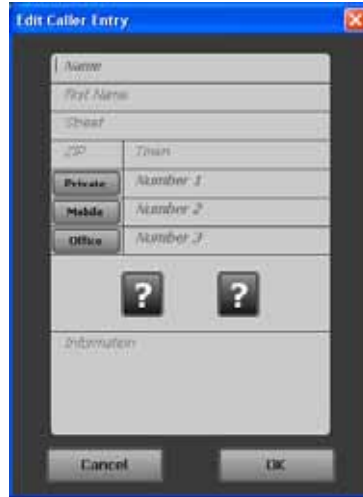 Edit Caller Entry
Name
First Name
Street
ZIP Town
Private Number 1
Mobile Number 2
Office Number 3
? ?
Information
Cancel OK